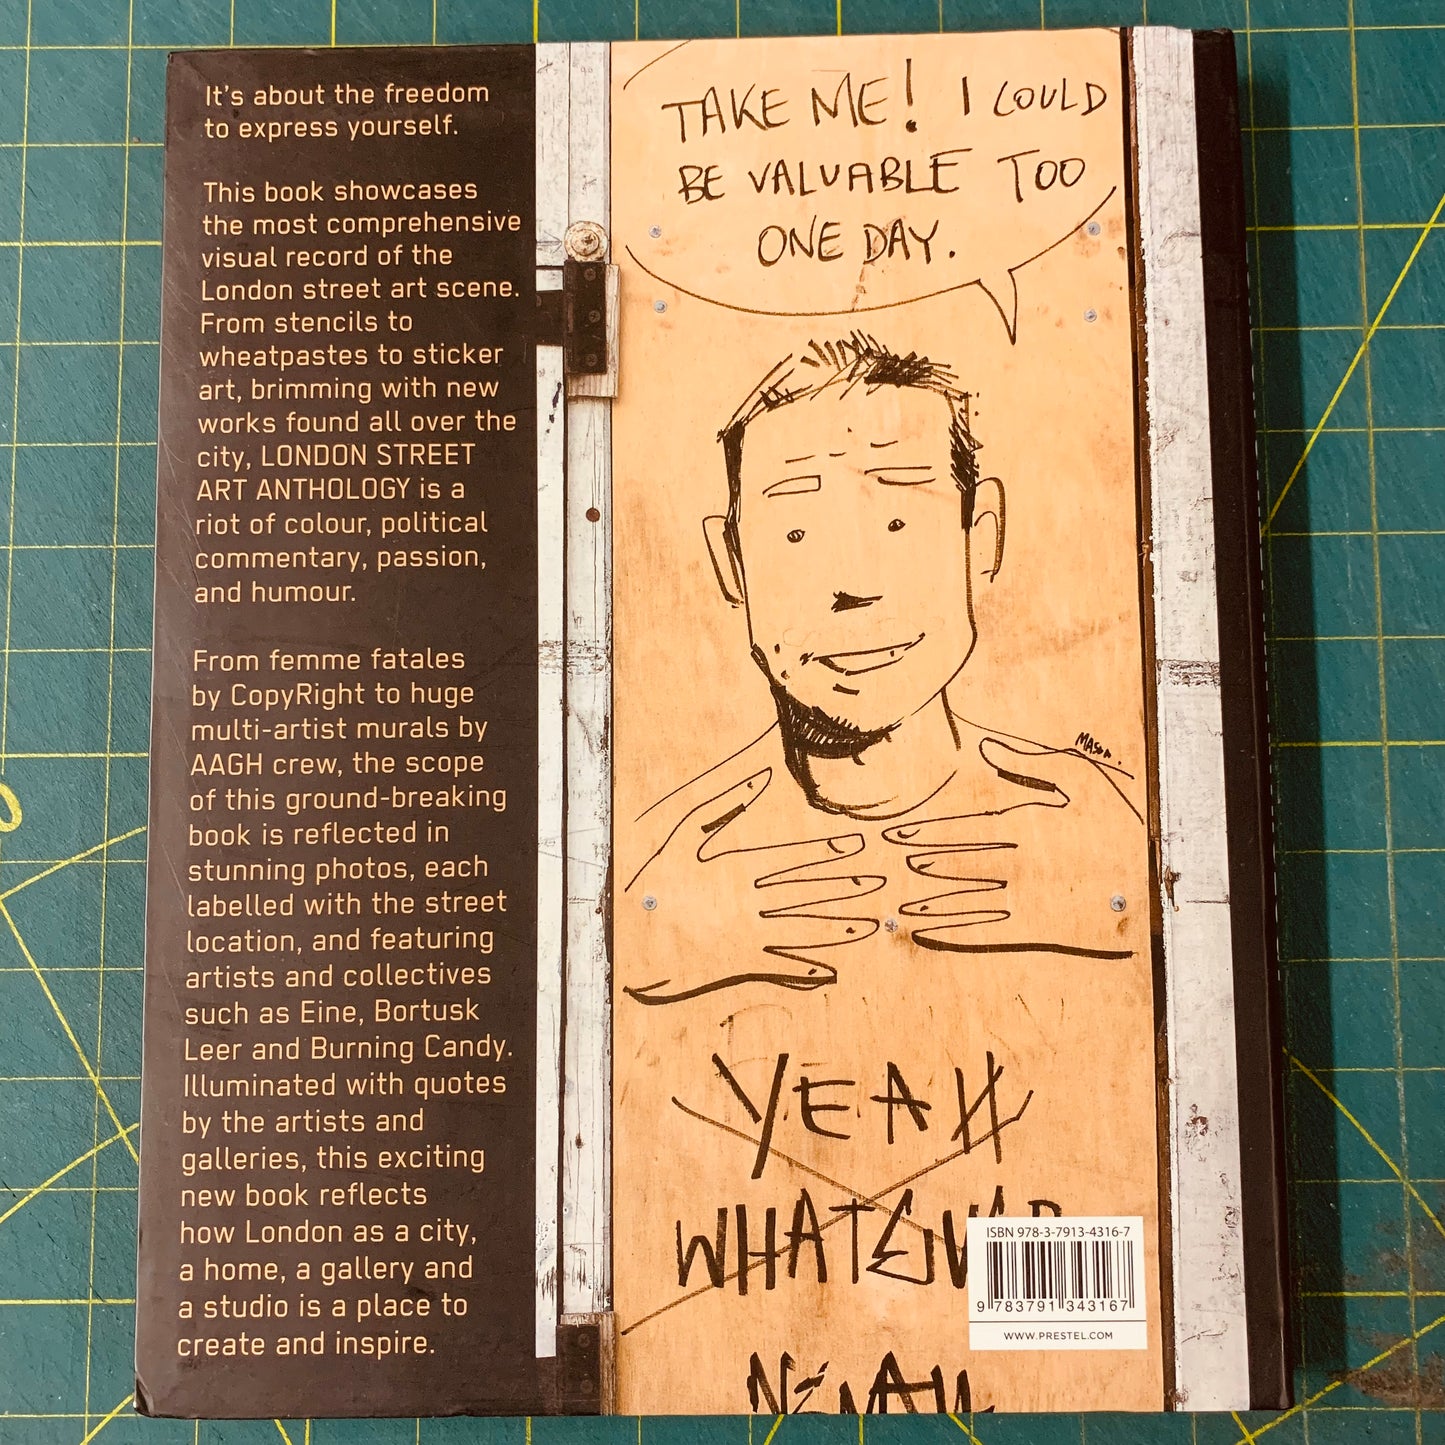 It's about the freedom
to express yourself.
This book showcases
the most comprehensive
visual record of the
London street art scene.
From stencils to
wheatpastes to sticker
art, brimming with new
works found all over the
city, LONDON STREET
ART ANTHOLOGY is a
riot of colour, political
commentary, passion,
and humour.
From femme fatales
by CopyRight to huge
multi-artist murals by
AAGH crew, the scope
of this ground-breaking
book is reflected in
stunning photos, each
labelled with the street
location, and featuring
artists and collectives
such as Eine, Bortusk
Leer and Burning Candy.
Illuminated with quotes
by the artists and
galleries, this exciting
new book reflects
how London as a city,
a home, a gallery and
a studio is a place to
create and inspire.
TAKE ME! I COULD
BE VALUABLE TOO
ONE DAY.
MASON.
YEAH
ISBN 978-3-7913-4316-7
9 783791 343167
WWW.PRESTEL.COM